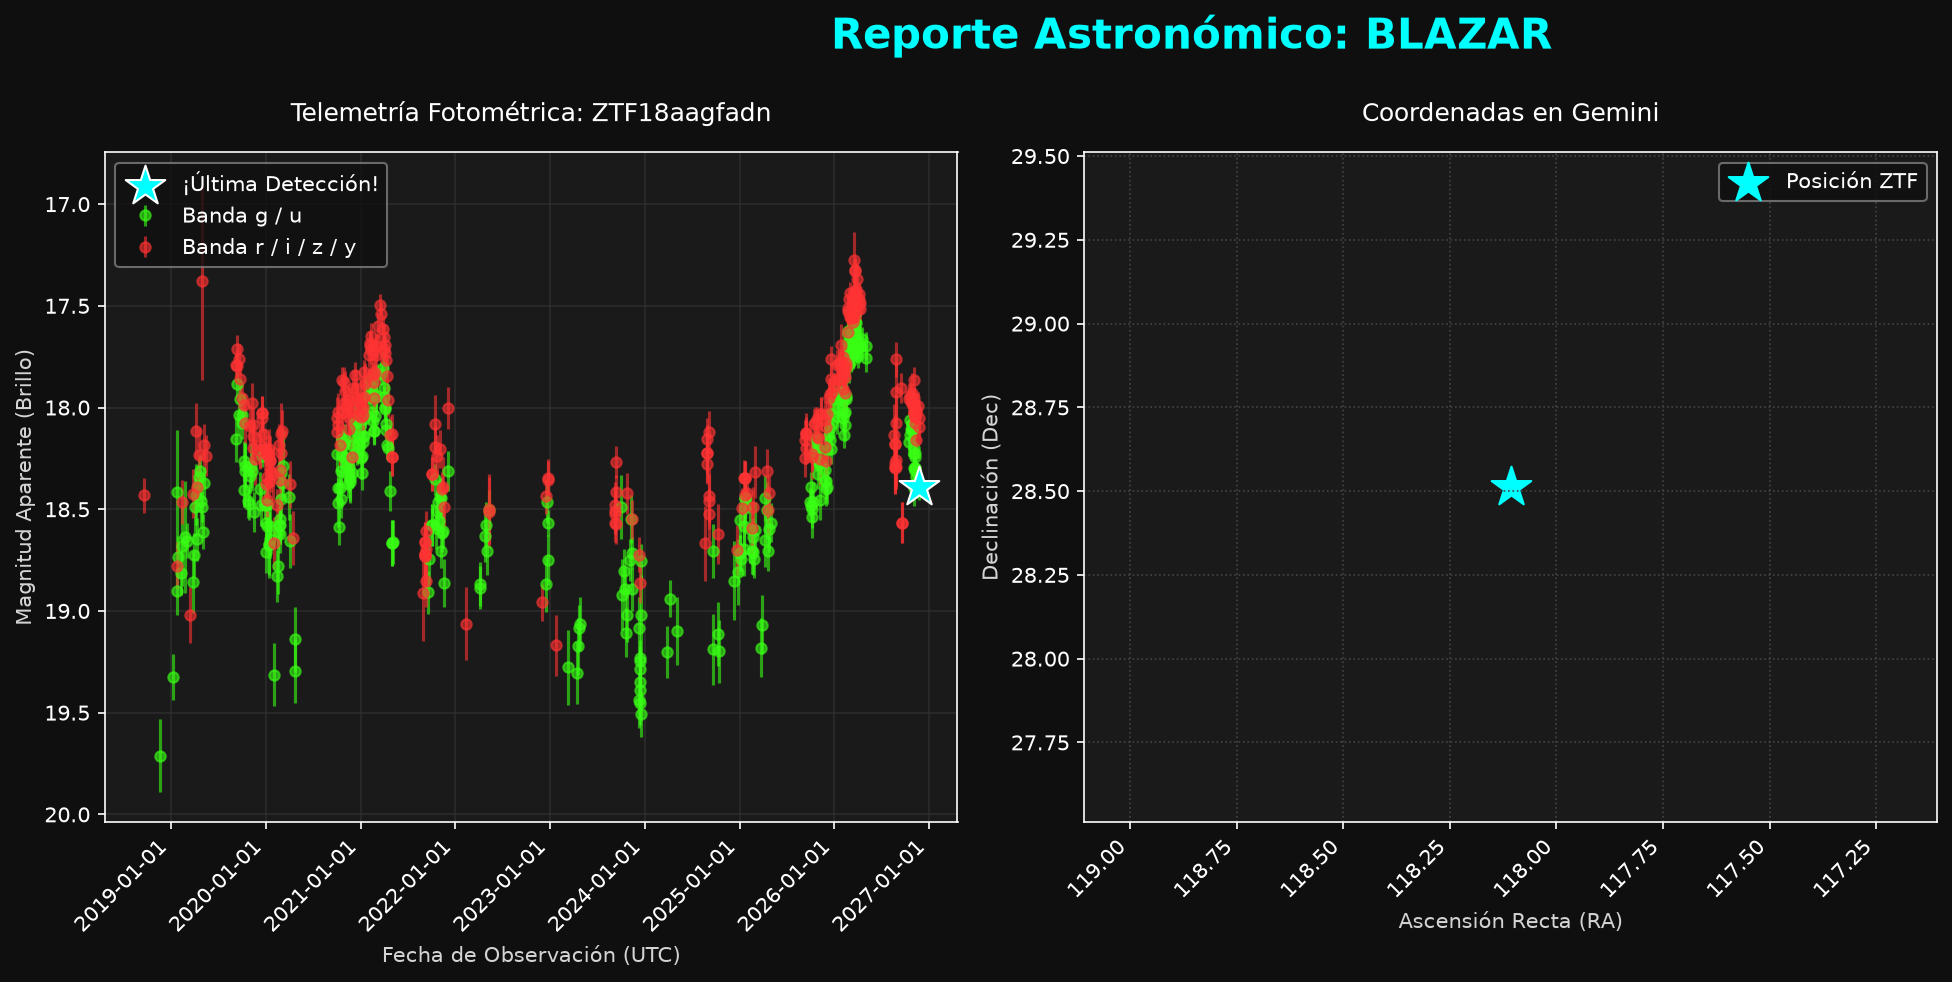 Reporte Astronómico: BLAZAR
Telemetría Fotométrica: ZTF18aagfadn
¡Última Detección!
Banda g / u
Banda r / i / z / y
Magnitud Aparente (Brillo)
17.0
17.5
18.0
18.5
19.0
19.5
20.0
2019-01-01
2020-01-01
2021-01-01
2022-01-01
2023-01-01
2024-01-01
2025-01-01
2026-01-01
2027-01-01
Fecha de Observación (UTC)
Coordenadas en Gemini
Posición ZTF
Declinación (Dec)
29.50
29.25
29.00
28.75
28.50
28.25
28.00
27.75
119.00
118.75
118.50
118.25
118.00
117.75
117.50
117.25
Ascensión Recta (RA)